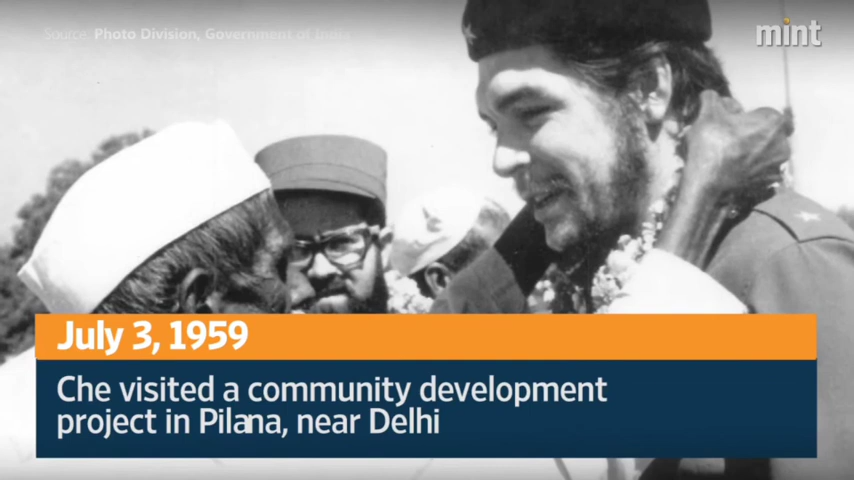 Source: Photo Division, Government of India
mint
July 3, 1959
Che visited a community development
project in Pilana, near Delhi